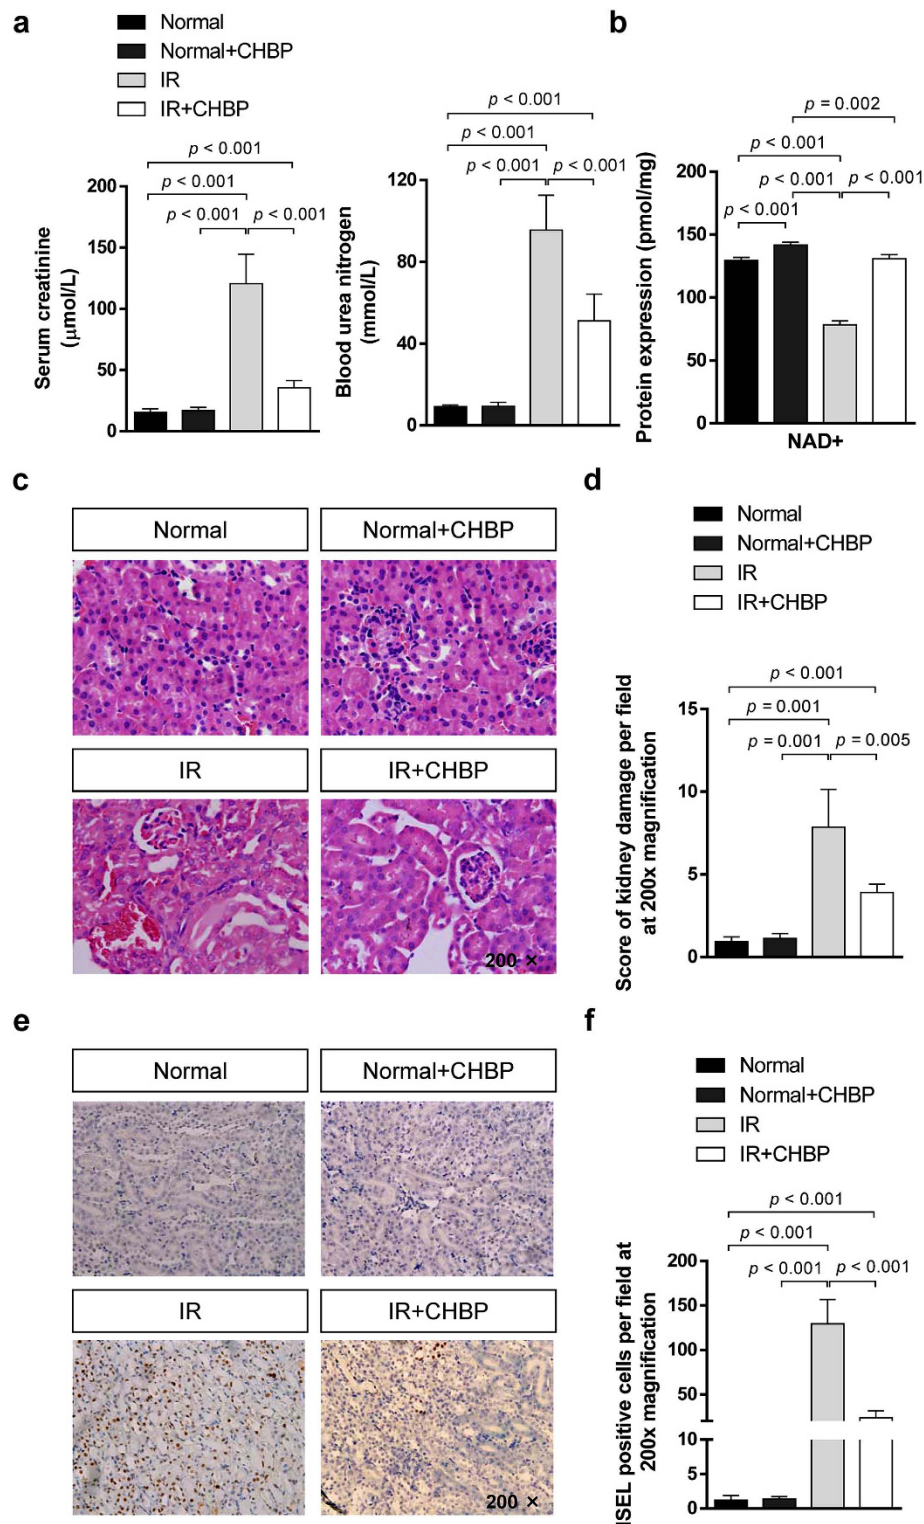 a
Normal
Normal+CHBP
IR
IR+CHBP
p < 0.001
p < 0.001
p < 0.001
p < 0.001
200
150
100
50
0
Serum creatinine
(μmol/L)
p < 0.001
p < 0.001
p < 0.001
p < 0.001
120
80
40
0
Blood urea nitrogen
(mmol/L)
b
p = 0.002
p < 0.001
p < 0.001
p < 0.001
p < 0.001
200
150
100
50
0
Protein expression (pmol/mg)
NAD+
c
Normal
Normal+CHBP
IR
IR+CHBP
200 ×
d
Normal
Normal+CHBP
IR
IR+CHBP
p < 0.001
p = 0.001
p = 0.001
p = 0.005
15
10
5
0
Score of kidney damage per field
at 200x magnification
e
Normal
Normal+CHBP
IR
IR+CHBP
200 ×
f
Normal
Normal+CHBP
IR
IR+CHBP
p < 0.001
p < 0.001
p < 0.001
p < 0.001
200
150
100
50
10
5
0
ISEL positive cells per field at
200x magnification